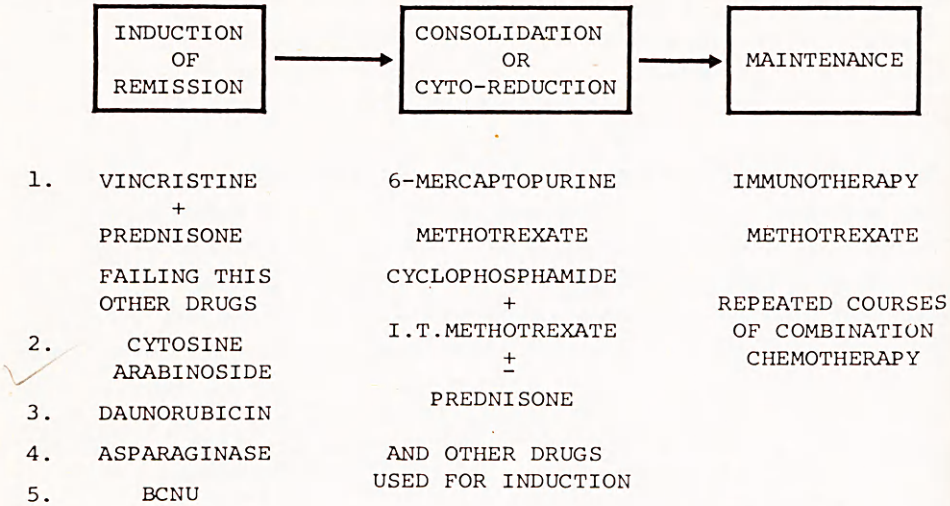 INDUCTION
OF
REMISSION
CONSOLIDATION
OR
CYTO-REDUCTION
MAINTENANCE
1. VINCRISTINE
+
PREDNISONE
FAILING THIS
OTHER DRUGS
2. CYTOSINE
ARABINOSIDE
3. DAUNORUBICIN
4. ASPARAGINASE
5. BCNU
6-MERCAPTOPURINE
METHOTREXATE
CYCLOPHOSPHAMIDE
+
I.T.METHOTREXATE
±
PREDNISONE
AND OTHER DRUGS
USED FOR INDUCTION
IMMUNOTHERAPY
METHOTREXATE
REPEATED COURSES
OF COMBINATION
CHEMOTHERAPY